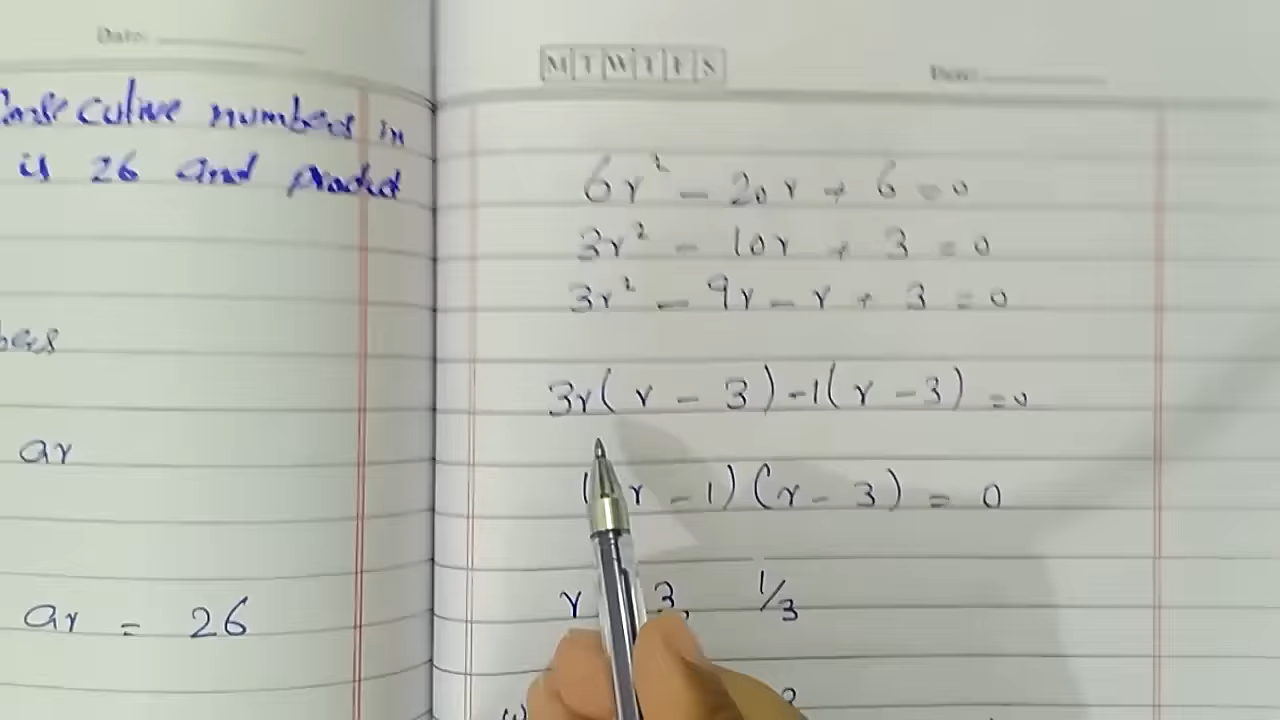 Date:
Consecutive numbers in
is 26 and product
ar
ar = 26
M T W T F S
Date:
6r² - 20r + 6 = 0
3r² - 10r + 3 = 0
3r² - 9r - r + 3 = 0
3r(r - 3) - 1(r - 3) = 0
r - 1)(r - 3) = 0
r 3, 1/3